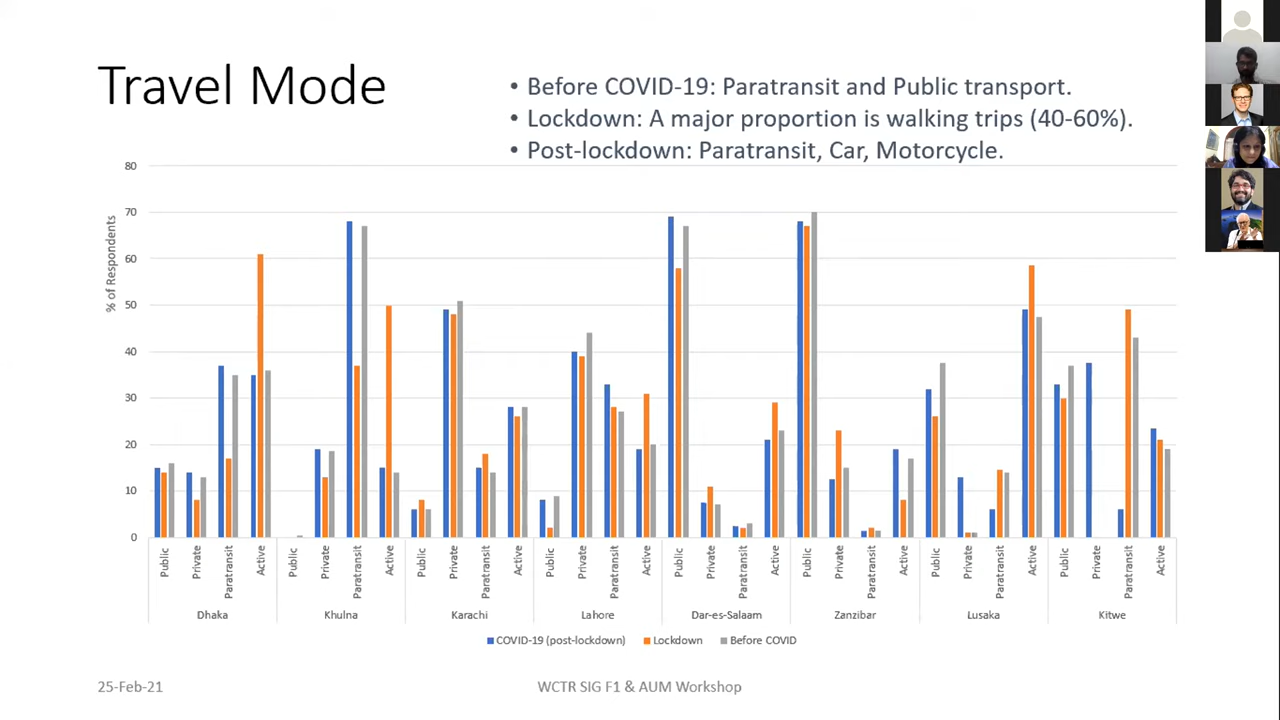 Travel Mode
• Before COVID-19: Paratransit and Public transport.
• Lockdown: A major proportion is walking trips (40-60%).
• Post-lockdown: Paratransit, Car, Motorcycle.
% of Respondents
80
70
60
50
40
30
20
10
0
Public Private Paratransit Active Public Private Paratransit Active Public Private Paratransit Active Public Private Paratransit Active Public Private Paratransit Active Public Private Paratransit Active Public Private Paratransit Active Public Private Paratransit Active
Dhaka Khulna Karachi Lahore Dar-es-Salaam Zanzibar Lusaka Kitwe
COVID-19 (post-lockdown) Lockdown Before COVID
25-Feb-21 WCTR SIG F1 & AUM Workshop